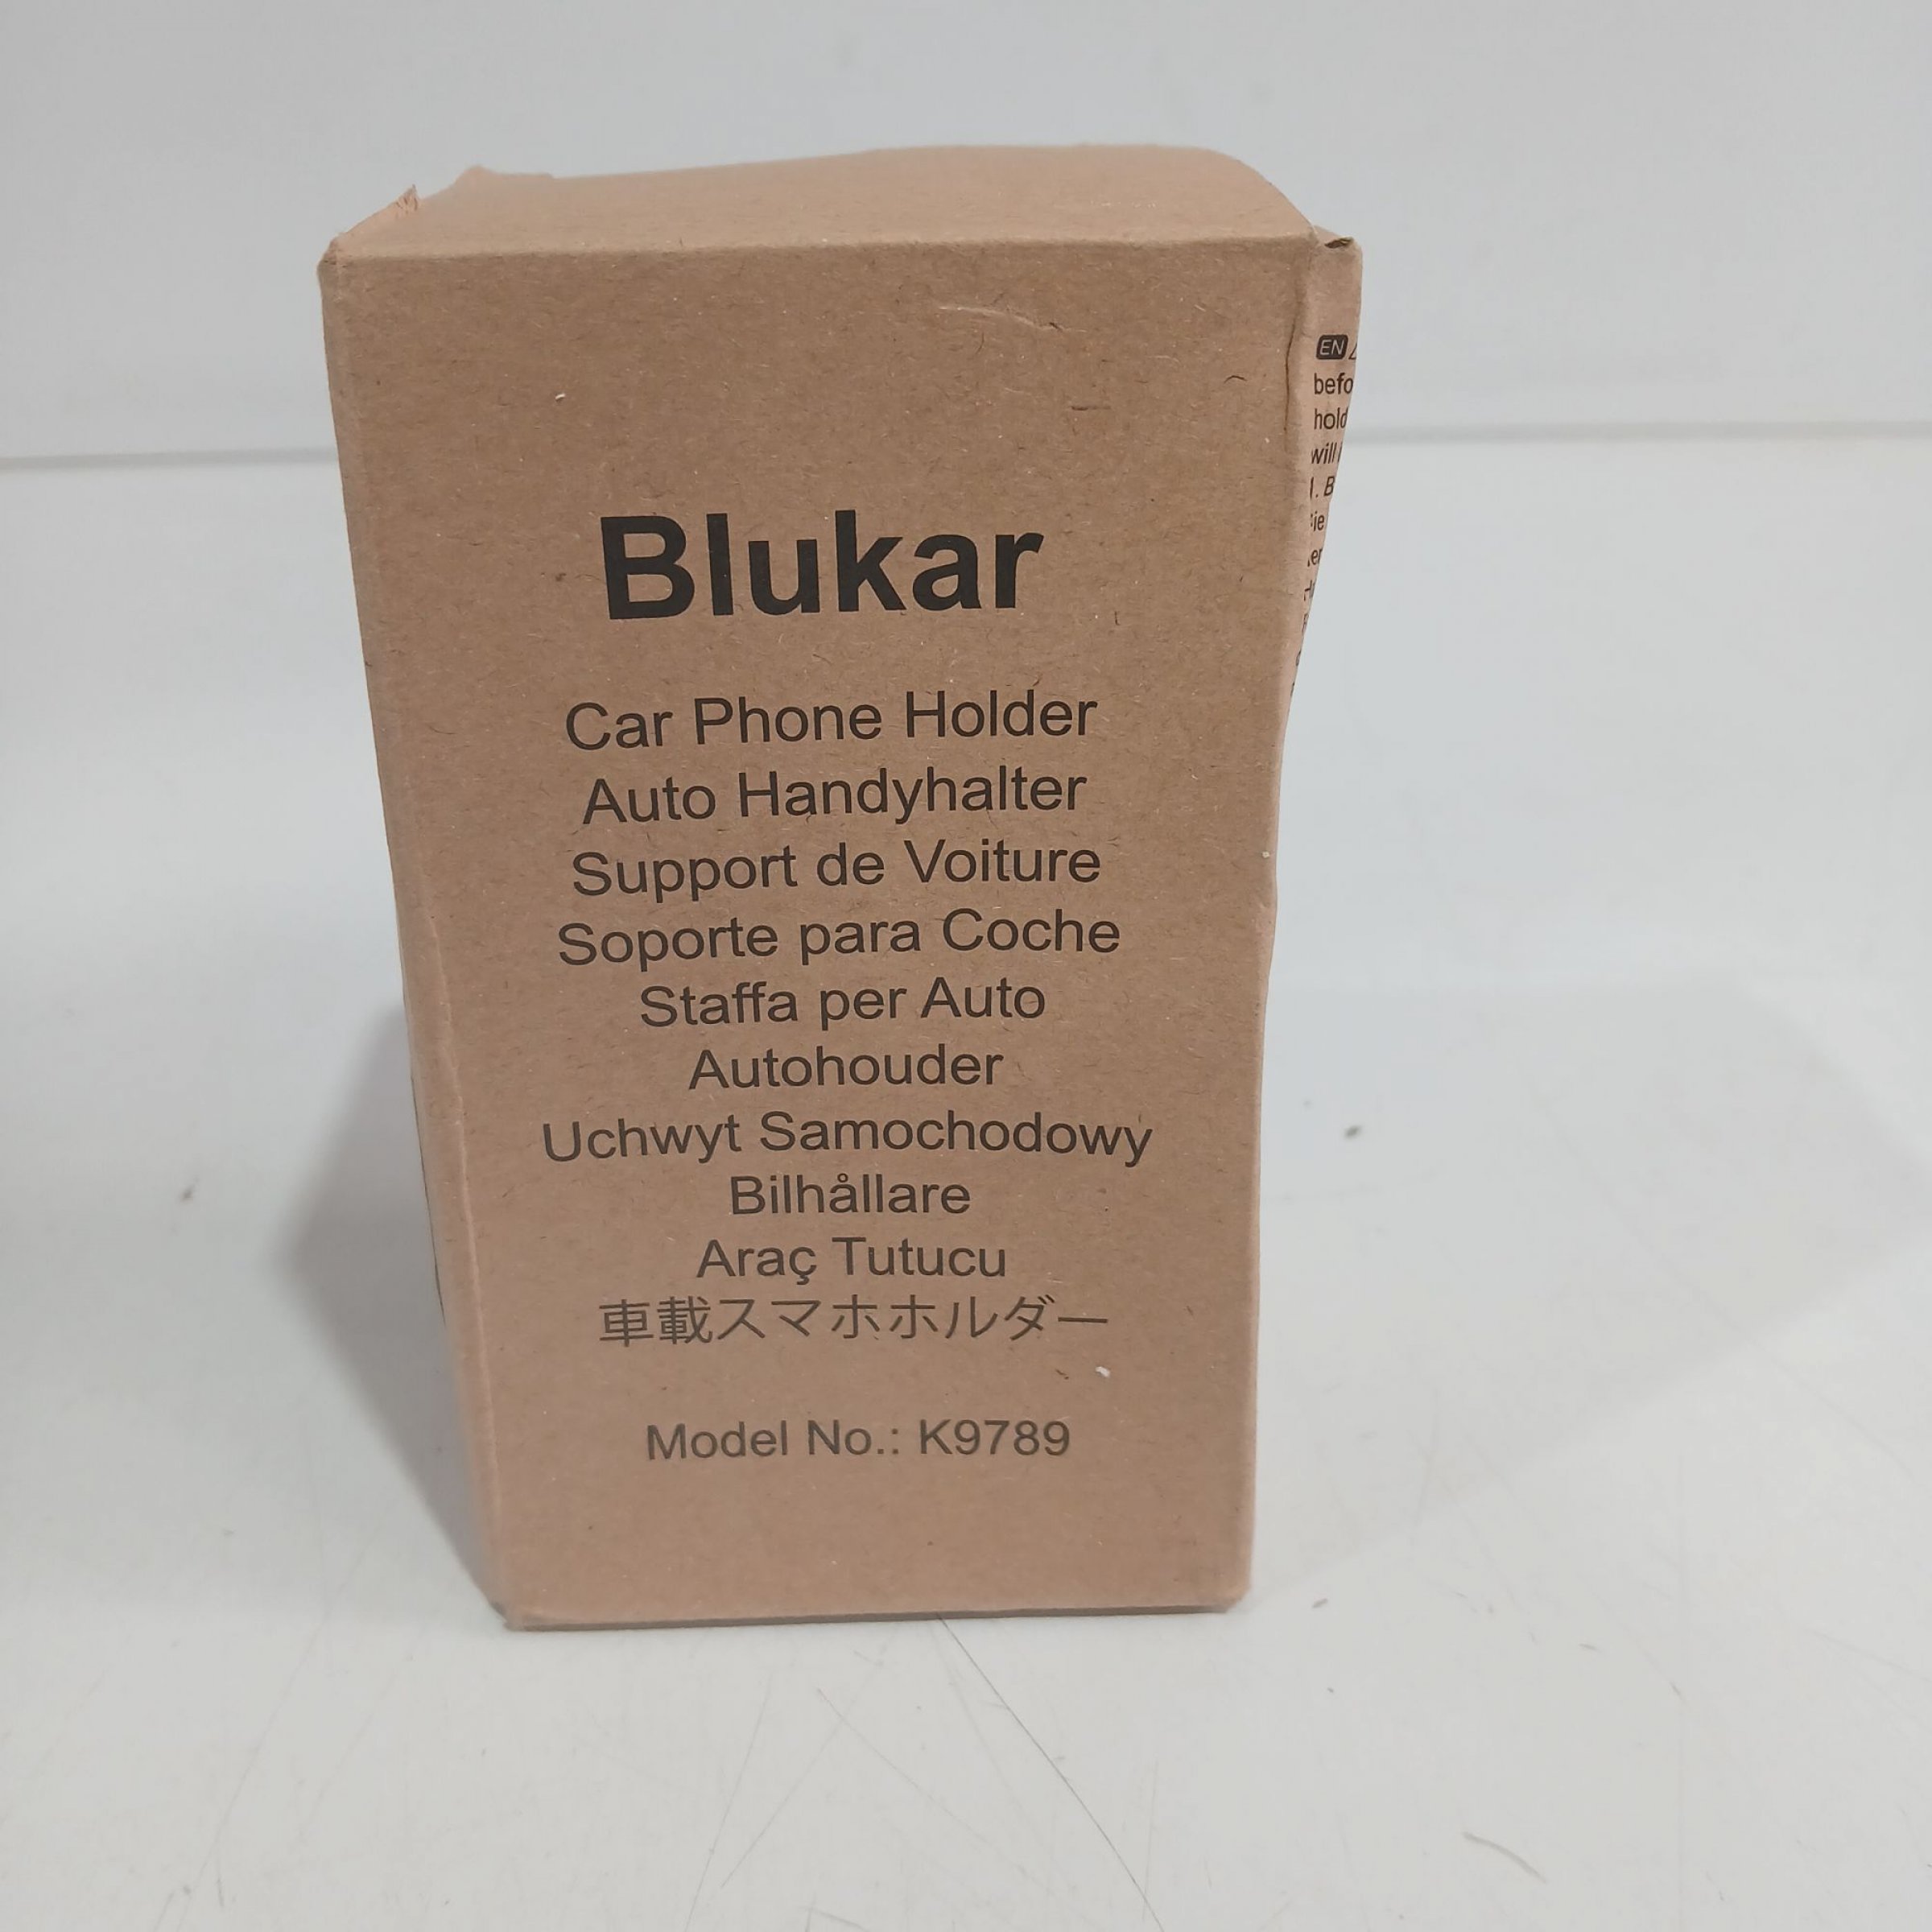 Blukar
Car Phone Holder
Auto Handyhalter
Support de Voiture
Soporte para Coche
Staffa per Auto
Autohouder
Uchwyt Samochodowy
Bilhållare
Araç Tutucu
車載スマホホルダー
Model No.: K9789
EN
will